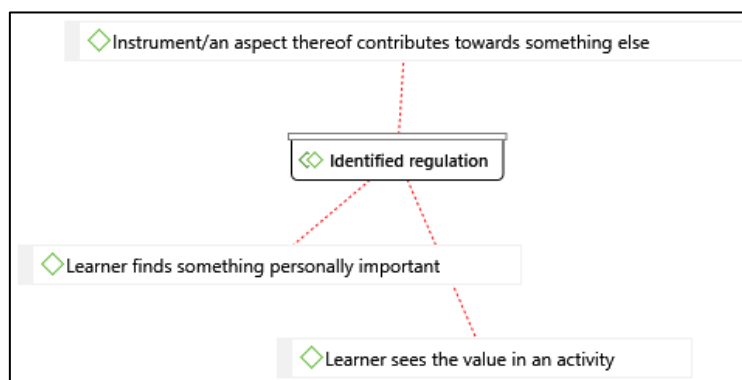 Instrument/an aspect thereof contributes towards something else
Identified regulation
Learner finds something personally important
Learner sees the value in an activity